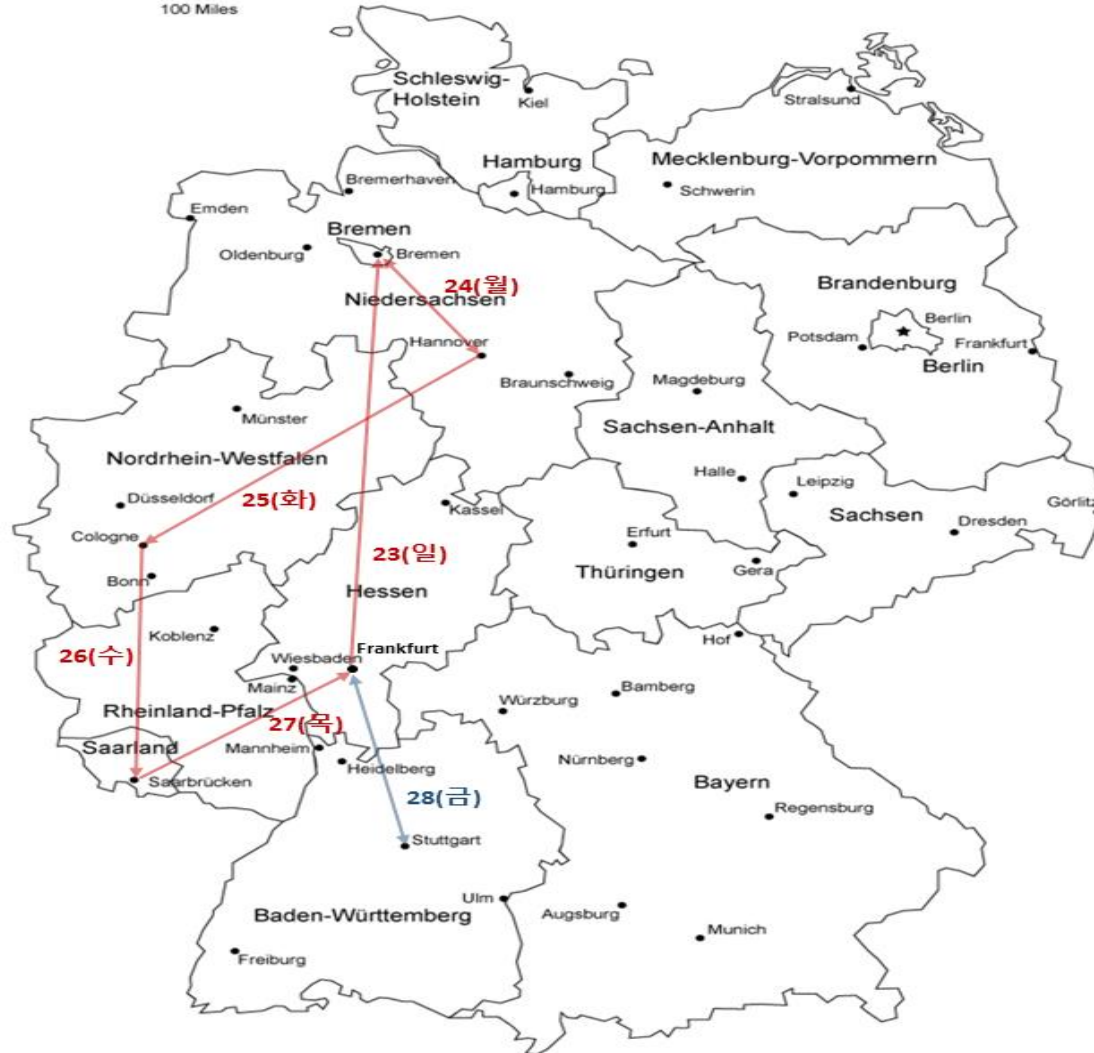 100 Miles
Schleswig-
Holstein
Kiel
Stralsund
Hamburg
Hamburg
Mecklenburg-Vorpommern
Schwerin
Bremerhaven
Emden
Bremen
Oldenburg
Bremen
24(월)
Niedersachsen
Brandenburg
Berlin
Potsdam
Frankfurt
Berlin
Hannover
Braunschweig
Magdeburg
Münster
Sachsen-Anhalt
Nordrhein-Westfalen
Halle
Leipzig
Düsseldorf
25(화)
Kassel
Görlitz
Sachsen
Dresden
Cologne
Erfurt
23(일)
Thüringen
Gera
Bonn
Hessen
Koblenz
Hof
26(수)
Wiesbaden
Frankfurt
Mainz
Würzburg
Bamberg
Rheinland-Pfalz
27(목)
Saarland
Mannheim
Heidelberg
Nürnberg
Bayern
Saarbrücken
28(금)
Regensburg
Stuttgart
Ulm
Baden-Württemberg
Augsburg
Munich
Freiburg